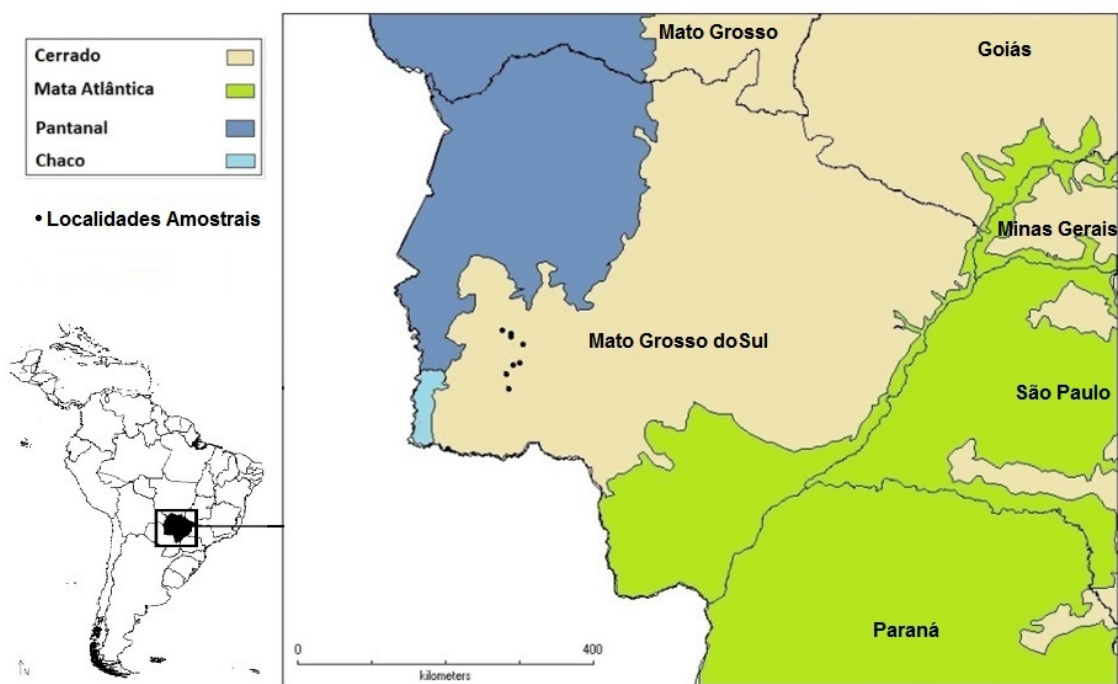 Cerrado
Mata Atlântica
Pantanal
Chaco
• Localidades Amostrais
Mato Grosso
Goiás
Minas Gerais
Mato Grosso doSul
São Paulo
Paraná
0 400
kilometers
N